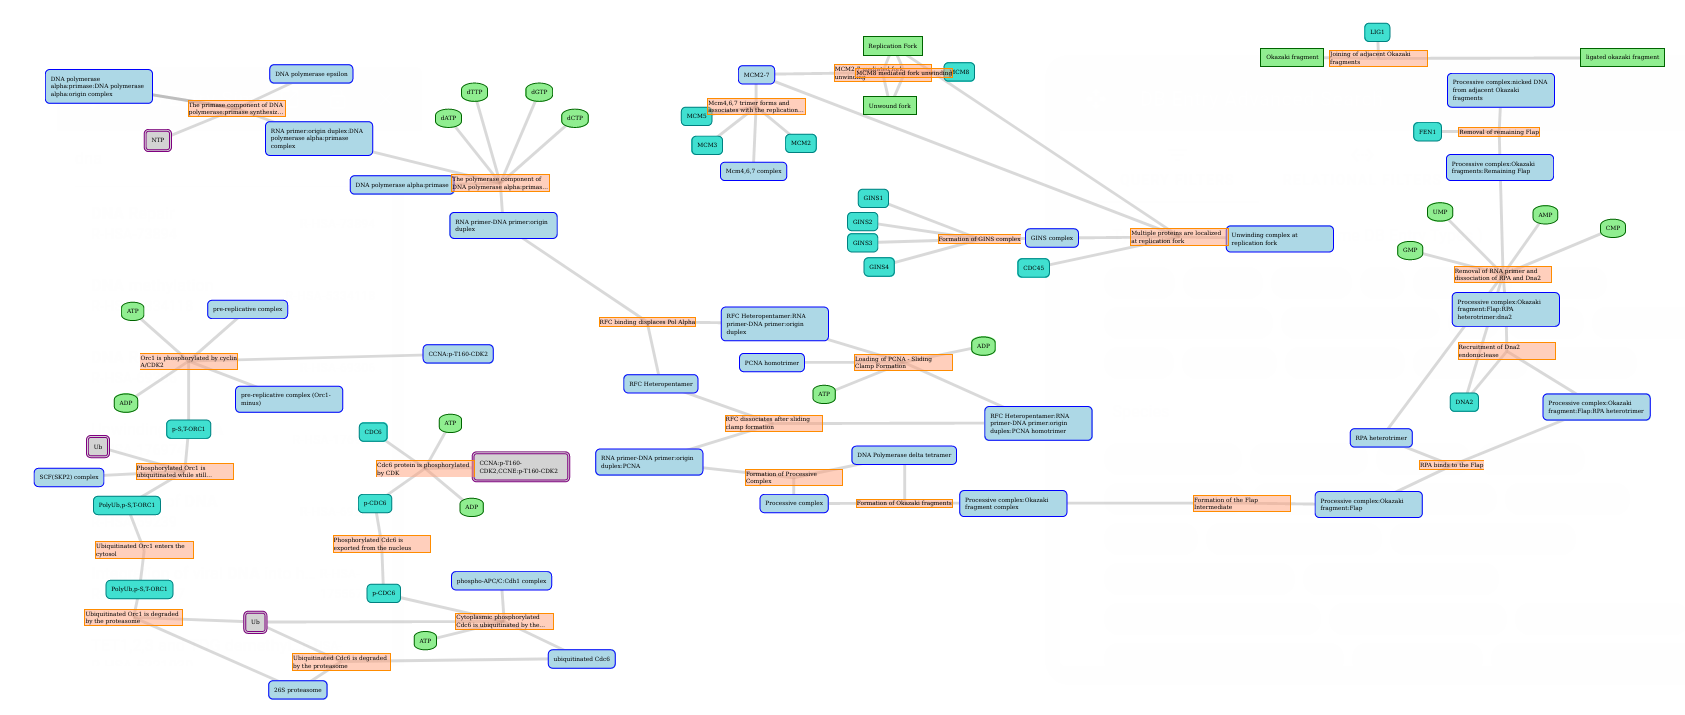 LIG1
Replication Fork
Okazaki fragment
Joining of adjacent Okazaki
fragments
ligated okazaki fragment
DNA polymerase
alpha:primase:DNA polymerase
alpha:origin complex
DNA polymerase epsilon
MCM2-7
MCM8 mediated fork unwinding
unwinding
Processive complex:nicked DNA
from adjacent Okazaki
fragments
dTTP
dGTP
The primase component of DNA
polymerase:primase synthesiz...
Mcm4,6,7 trimer forms and
associates with the replication...
Unwound fork
dATP
dCTP
MCM5
NTP
RNA primer:origin duplex:DNA
polymerase alpha:primase
complex
MCM3
MCM2
FEN1
Removal of remaining Flap
Mcm4,6,7 complex
Processive complex:Okazaki
fragments:Remaining Flap
DNA polymerase alpha:primase
The polymerase component of
DNA polymerase alpha:primas...
GINS1
RNA primer-DNA primer:origin
duplex
GINS2
GINS3
GINS4
Formation of GINS complex
GINS complex
Multiple proteins are localized
at replication fork
Unwinding complex at
replication fork
CDC45
UMP
AMP
CMP
GMP
Removal of RNA primer and
dissociation of RPA and Dna2
Processive complex:Okazaki
fragment:Flap:RPA
heterotrimer:dna2
ATP
pre-replicative complex
RFC binding displaces Pol Alpha
RFC Heteropentamer:RNA
primer-DNA primer:origin
duplex
Orc1 is phosphorylated by cyclin
A/CDK2
CCNA:p-T160-CDK2
PCNA homotrimer
Loading of PCNA - Sliding
Clamp Formation
ADP
Recruitment of Dna2
endonuclease
RFC Heteropentamer
ATP
ADP
pre-replicative complex (Orc1-
minus)
DNA2
Processive complex:Okazaki
fragment:Flap:RPA heterotrimer
p-S,T-ORC1
CDC6
ATP
RFC dissociates after sliding
clamp formation
RFC Heteropentamer:RNA
primer-DNA primer:origin
duplex:PCNA homotrimer
RPA heterotrimer
Ub
SCF(SKP2) complex
Phosphorylated Orc1 is
ubiquitinated while still...
Cdc6 protein is phosphorylated
by CDK
CCNA:p-T160-
CDK2,CCNE:p-T160-CDK2
RNA primer-DNA primer:origin
duplex:PCNA
DNA Polymerase delta tetramer
RPA binds to the Flap
Formation of Processive
Complex
PolyUb,p-S,T-ORC1
p-CDC6
ADP
Processive complex
Formation of Okazaki fragments
Processive complex:Okazaki
fragment complex
Formation of the Flap
Intermediate
Processive complex:Okazaki
fragment:Flap
Ubiquitinated Orc1 enters the
cytosol
Phosphorylated Cdc6 is
exported from the nucleus
PolyUb,p-S,T-ORC1
p-CDC6
phospho-APC/C:Cdh1 complex
Ubiquitinated Orc1 is degraded
by the proteasome
Ub
Cytoplasmic phosphorylated
Cdc6 is ubiquitinated by the...
ATP
Ubiquitinated Cdc6 is degraded
by the proteasome
ubiquitinated Cdc6
26S proteasome